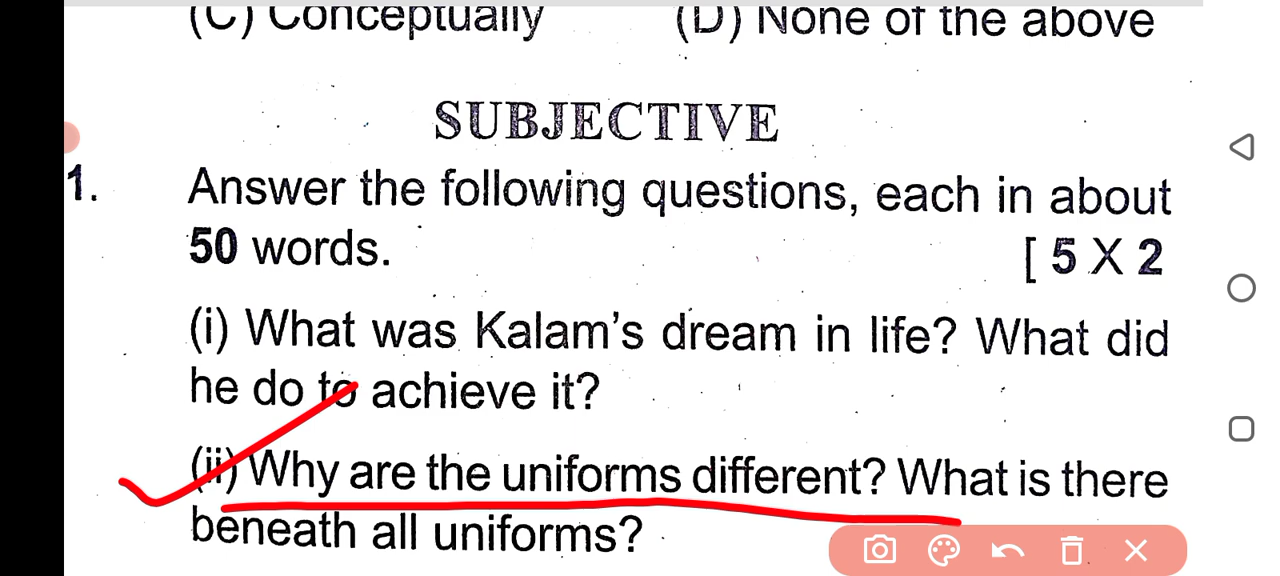 (C) Conceptually (D) None of the above
SUBJECTIVE
1. Answer the following questions, each in about
50 words. [ 5 X 2
(i) What was Kalam's dream in life? What did
he do to achieve it?
(ii) Why are the uniforms different? What is there
beneath all uniforms?